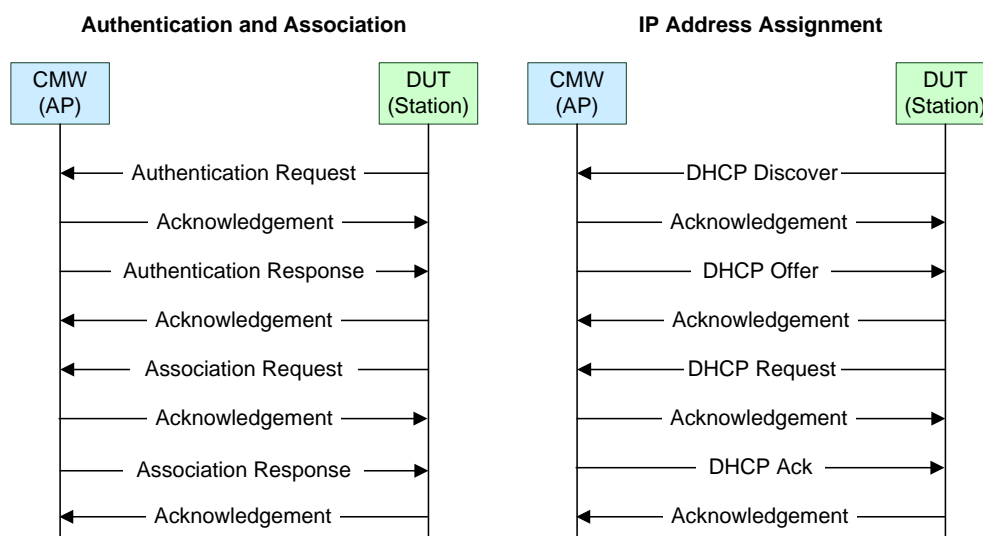 Authentication and Association
CMW
(AP)
DUT
(Station)
Authentication Request
Acknowledgement
Authentication Response
Acknowledgement
Association Request
Acknowledgement
Association Response
Acknowledgement
IP Address Assignment
CMW
(AP)
DUT
(Station)
DHCP Discover
Acknowledgement
DHCP Offer
Acknowledgement
DHCP Request
Acknowledgement
DHCP Ack
Acknowledgement